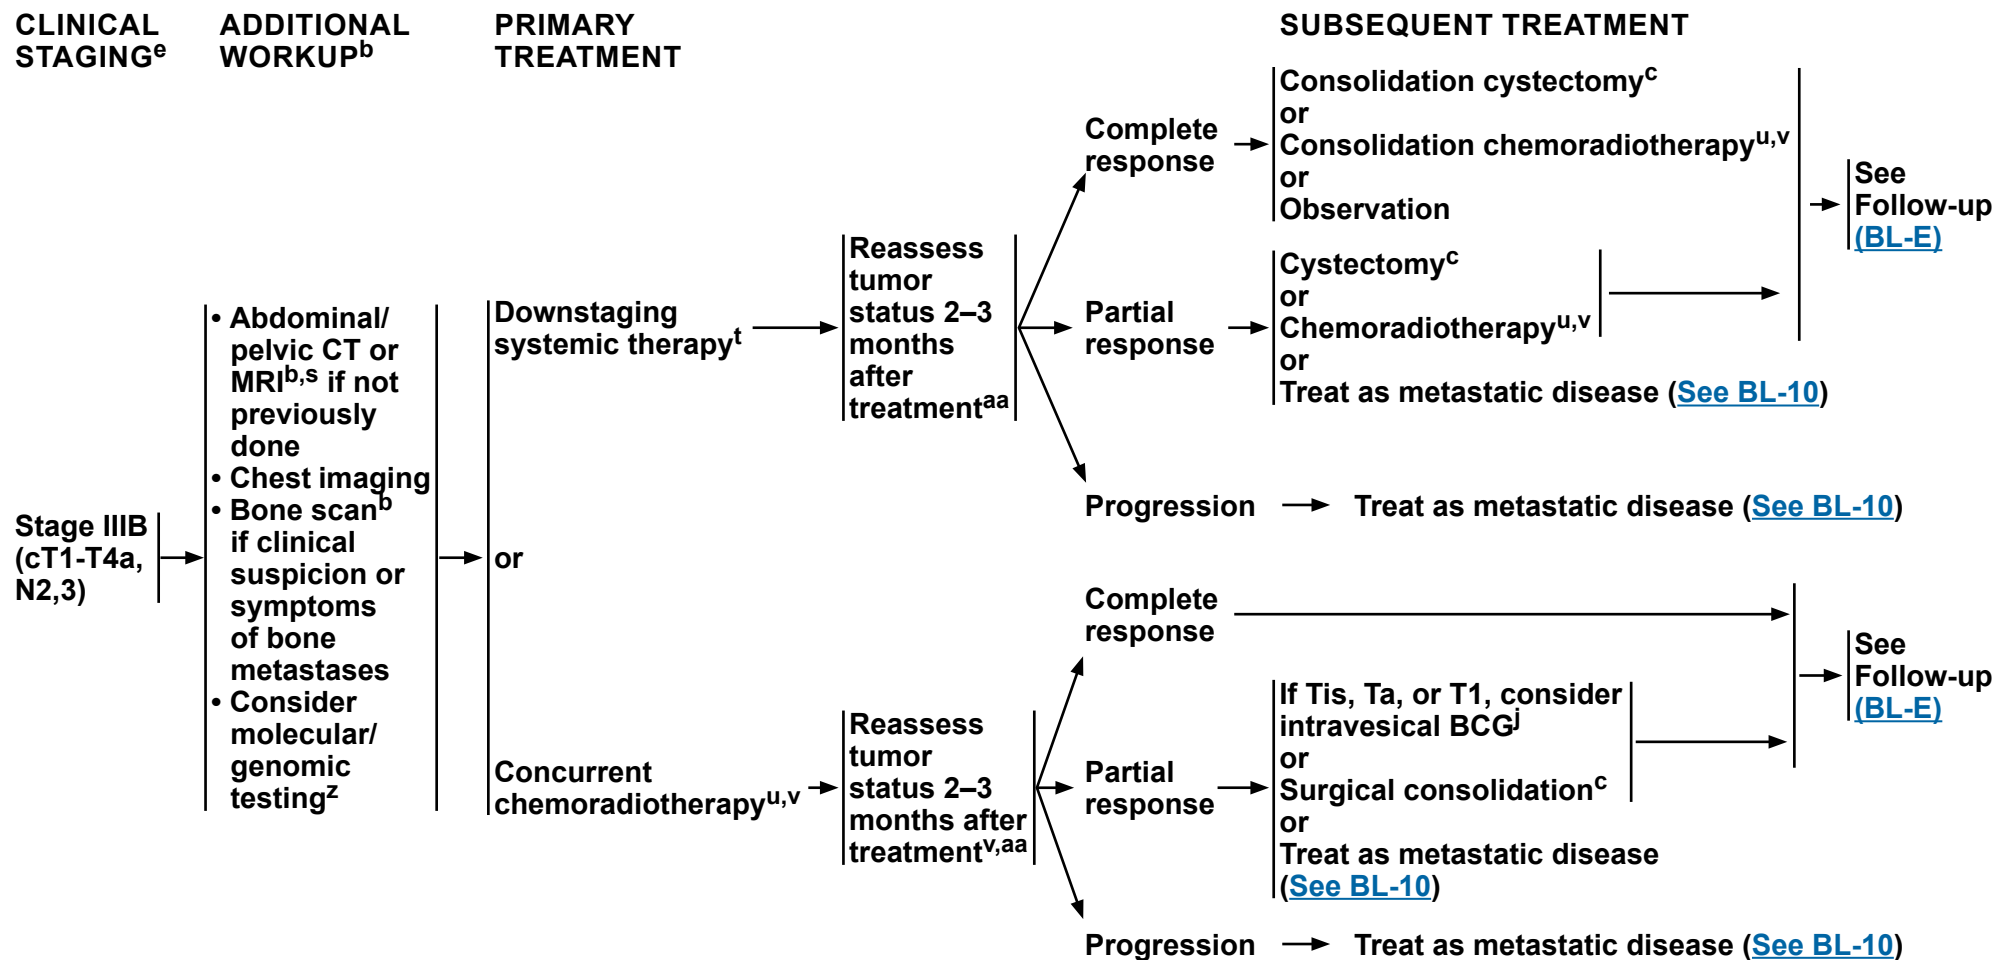 CLINICAL
STAGINGe
ADDITIONAL
WORKUPb
PRIMARY
TREATMENT
SUBSEQUENT TREATMENT
Stage IIIB
(cT1-T4a,
N2,3)
• Abdominal/
pelvic CT or
MRIb,s if not
previously
done
• Chest imaging
• Bone scanb
if clinical
suspicion or
symptoms
of bone
metastases
• Consider
molecular/
genomic
testingz
Downstaging
systemic therapyt
or
Concurrent
chemoradiotherapyu,v
Reassess
tumor
status 2–3
months
after
treatmentaa
Complete
response
Consolidation cystectomyc
or
Consolidation chemoradiotherapyu,v
or
Observation
Partial
response
Cystectomyc
or
Chemoradiotherapyu,v
or
Treat as metastatic disease (See BL-10)
See
Follow-up
(BL-E)
Progression
Treat as metastatic disease (See BL-10)
Reassess
tumor
status 2–3
months after
treatmentv,aa
Complete
response
Partial
response
If Tis, Ta, or T1, consider
intravesical BCGj
or
Surgical consolidationc
or
Treat as metastatic disease
(See BL-10)
See
Follow-up
(BL-E)
Progression
Treat as metastatic disease (See BL-10)